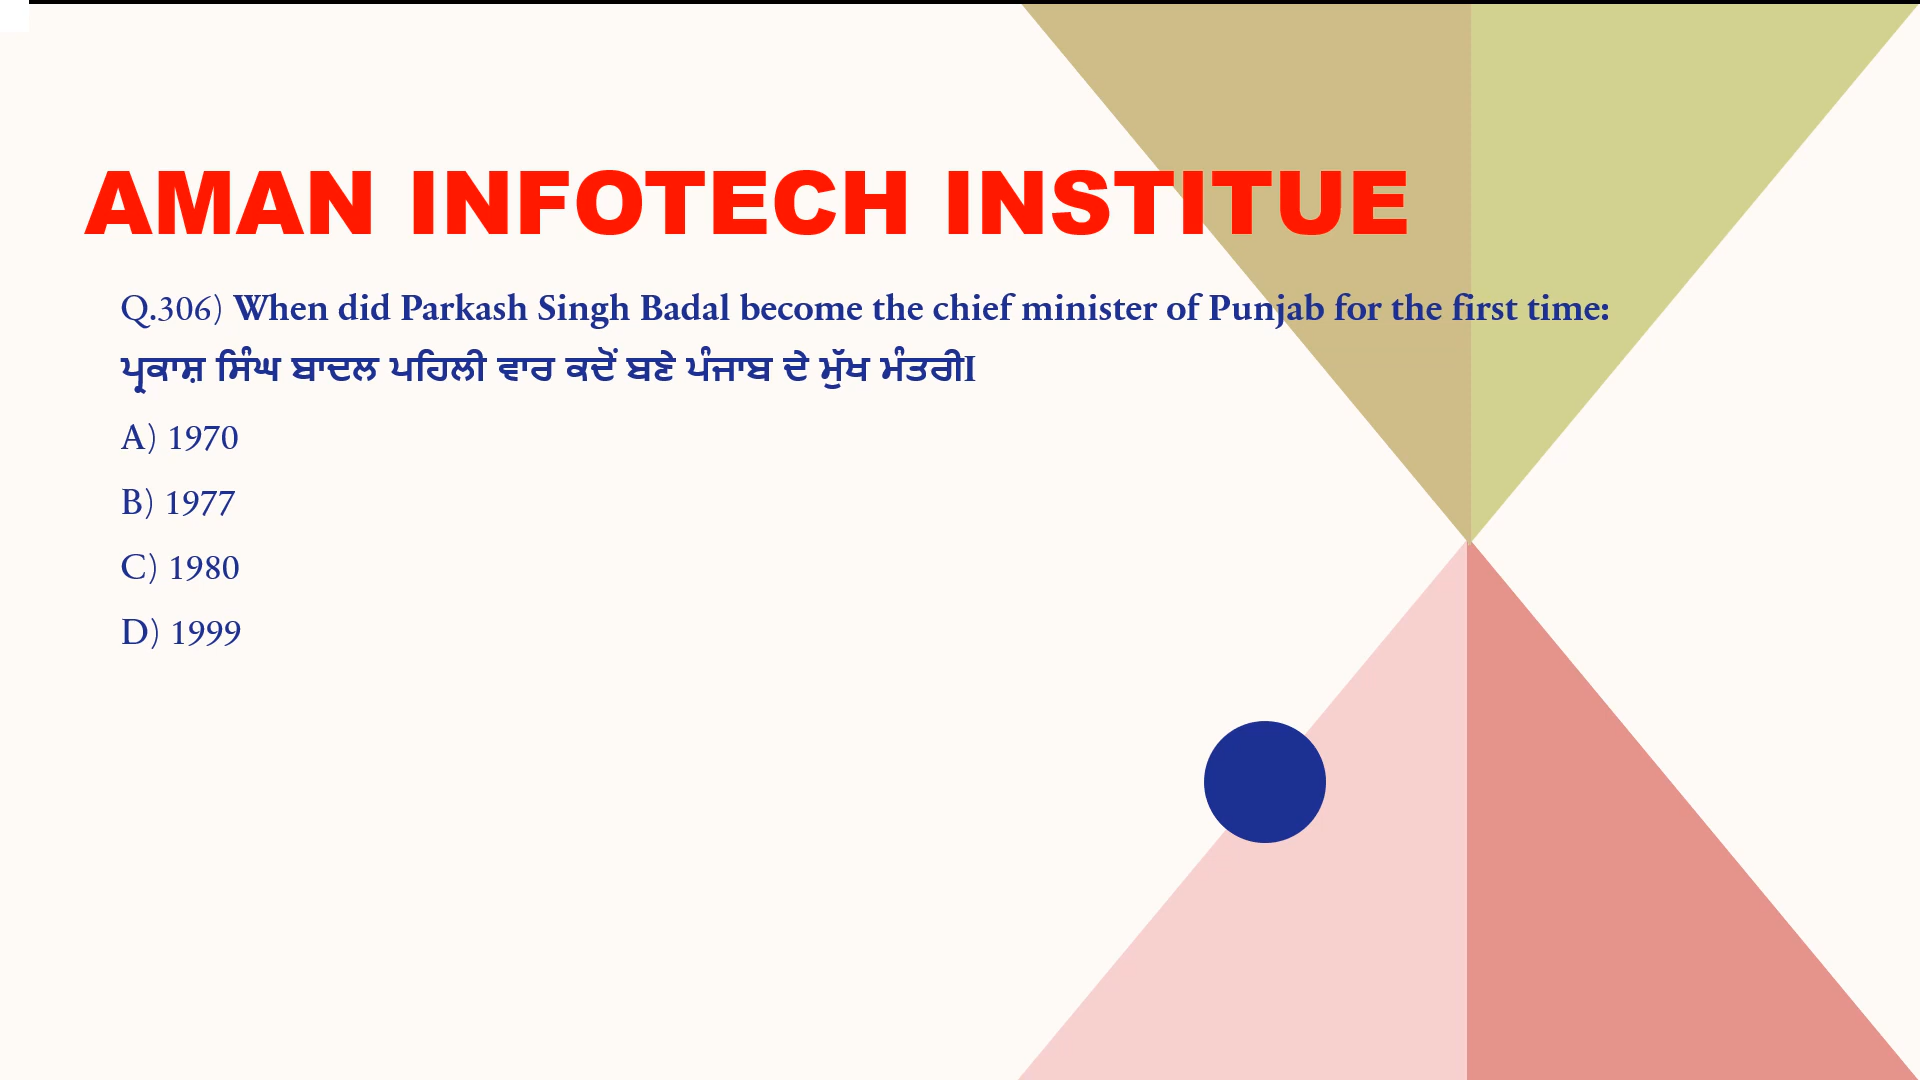 AMAN INFOTECH INSTITUE
Q.306) When did Parkash Singh Badal become the chief minister of Punjab for the first time:
ਪ੍ਰਕਾਸ਼ ਸਿੰਘ ਬਾਦਲ ਪਹਿਲੀ ਵਾਰ ਕਦੋਂ ਬਣੇ ਪੰਜਾਬ ਦੇ ਮੁੱਖ ਮੰਤਰੀI
A) 1970
B) 1977
C) 1980
D) 1999